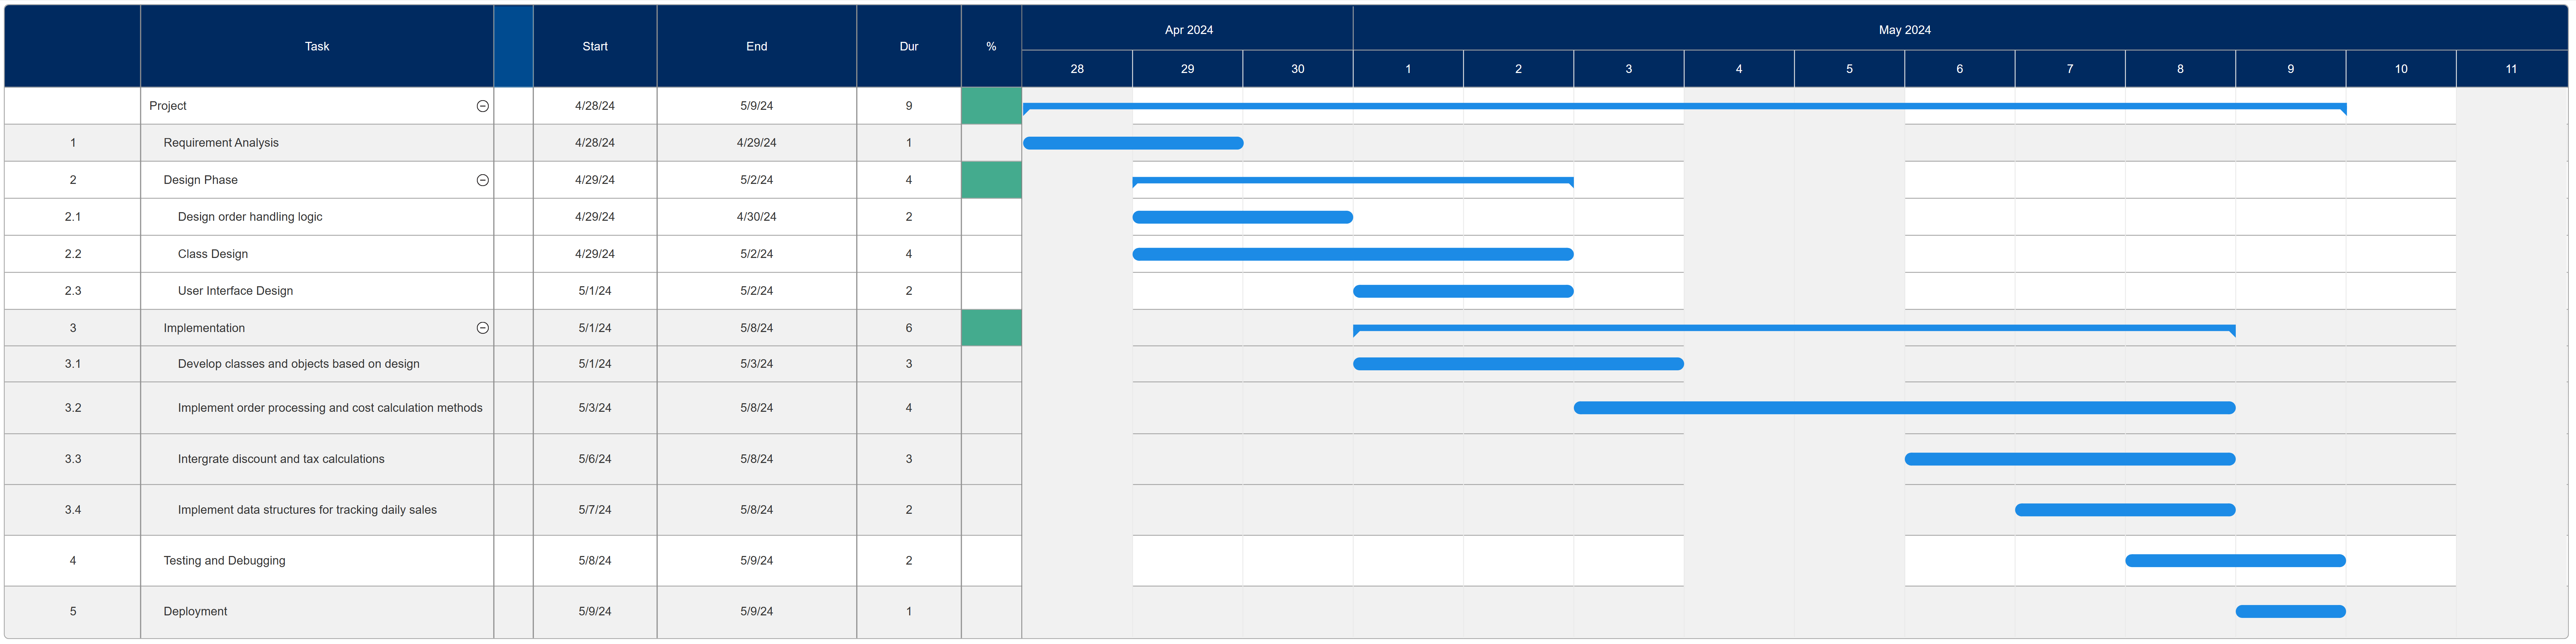 Task Start End Dur % Apr 2024 May 2024
28 29 30 1 2 3 4 5 6 7 8 9 10 11
Project 4/28/24 5/9/24 9
1 Requirement Analysis 4/28/24 4/29/24 1
2 Design Phase 4/29/24 5/2/24 4
2.1 Design order handling logic 4/29/24 4/30/24 2
2.2 Class Design 4/29/24 5/2/24 4
2.3 User Interface Design 5/1/24 5/2/24 2
3 Implementation 5/1/24 5/8/24 6
3.1 Develop classes and objects based on design 5/1/24 5/3/24 3
3.2 Implement order processing and cost calculation methods 5/3/24 5/8/24 4
3.3 Intergrate discount and tax calculations 5/6/24 5/8/24 3
3.4 Implement data structures for tracking daily sales 5/7/24 5/8/24 2
4 Testing and Debugging 5/8/24 5/9/24 2
5 Deployment 5/9/24 5/9/24 1